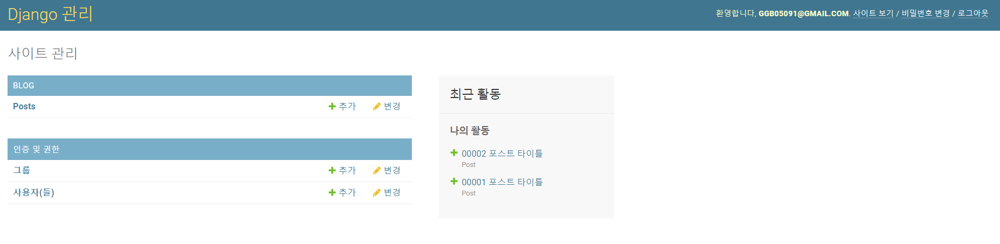 Django 관리
환영합니다, GGB05091@GMAIL.COM. 사이트 보기 / 비밀번호 변경 / 로그아웃
사이트 관리
BLOG
Posts 추가 변경
인증 및 권한
그룹 추가 변경
사용자(들) 추가 변경
최근 활동
나의 활동
00002 포스트 타이틀
Post
00001 포스트 타이틀
Post